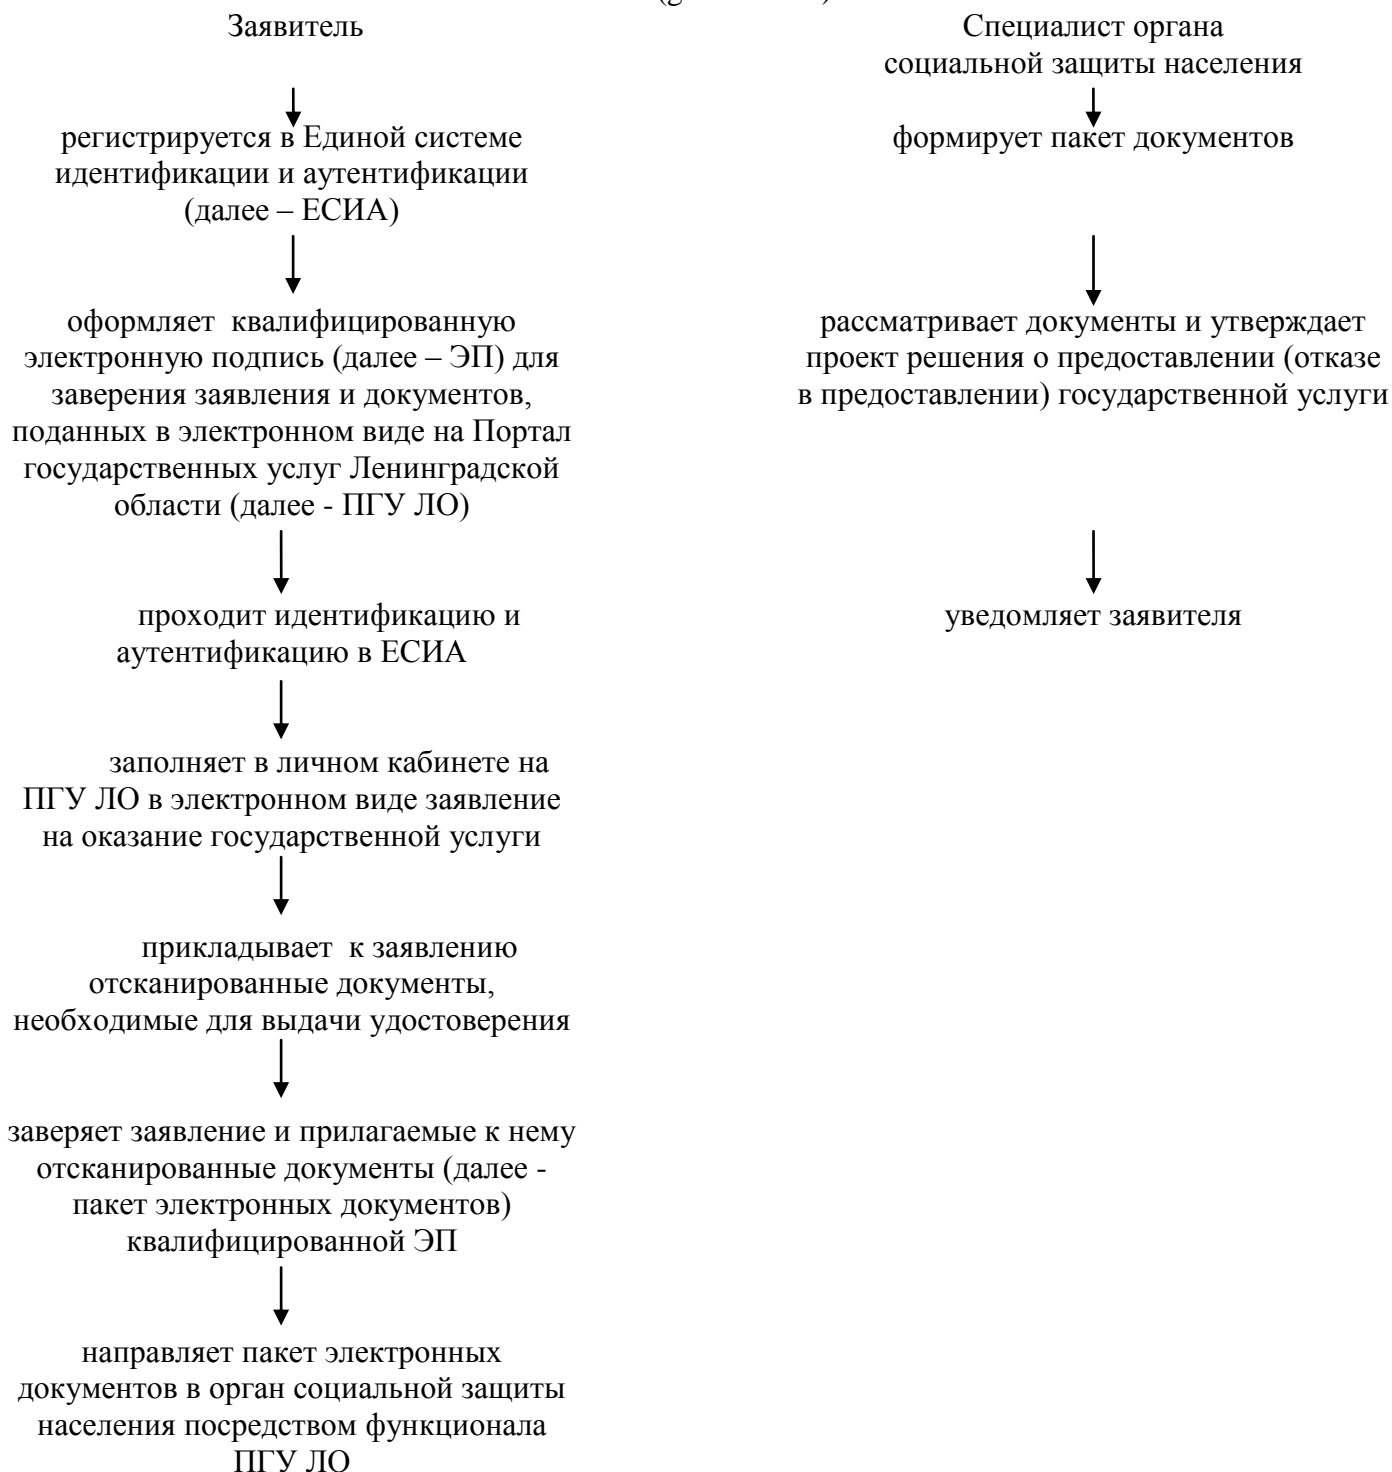 Заявитель
регистрируется в Единой системе
идентификации и аутентификации
(далее – ЕСИА)
оформляет  квалифицированную
электронную подпись (далее – ЭП) для
заверения заявления и документов,
поданных в электронном виде на Портал
государственных услуг Ленинградской
области (далее - ПГУ ЛО)
проходит идентификацию и
аутентификацию в ЕСИА
заполняет в личном кабинете на
ПГУ ЛО в электронном виде заявление
на оказание государственной услуги
прикладывает  к заявлению
отсканированные документы,
необходимые для выдачи удостоверения
заверяет заявление и прилагаемые к нему
отсканированные документы (далее -
пакет электронных документов)
квалифицированной ЭП
направляет пакет электронных
документов в орган социальной защиты
населения посредством функционала
ПГУ ЛО
Специалист органа
социальной защиты населения
формирует пакет документов
рассматривает документы и утверждает
проект решения о предоставлении (отказе
в предоставлении) государственной услуги
уведомляет заявителя